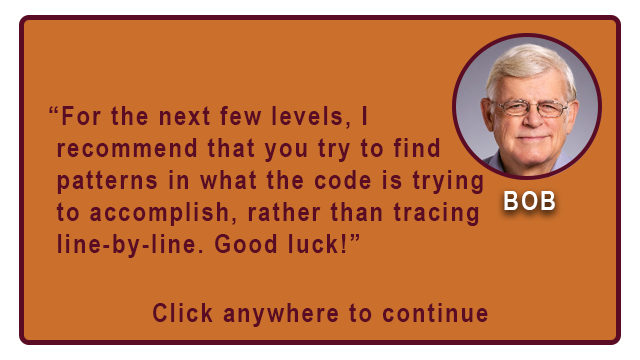 “For the next few levels, I
recommend that you try to find
patterns in what the code is trying
to accomplish, rather than tracing
line-by-line. Good luck!”
BOB
Click anywhere to continue